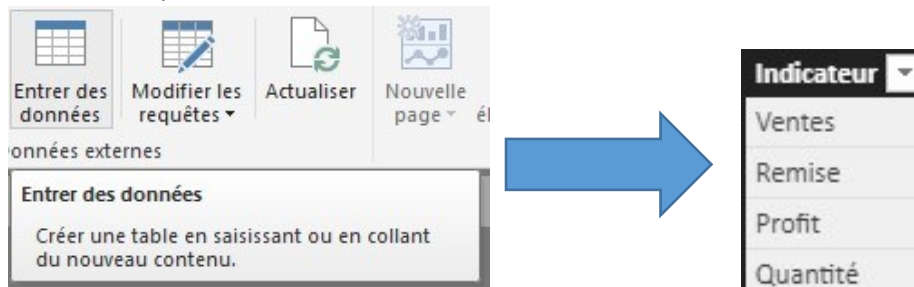 Entrer des
données
Modifier les
requêtes
Actualiser
Nouvelle
page
données externes
Entrer des données
Créer une table en saisissant ou en collant
du nouveau contenu.
Indicateur
Ventes
Remise
Profit
Quantité